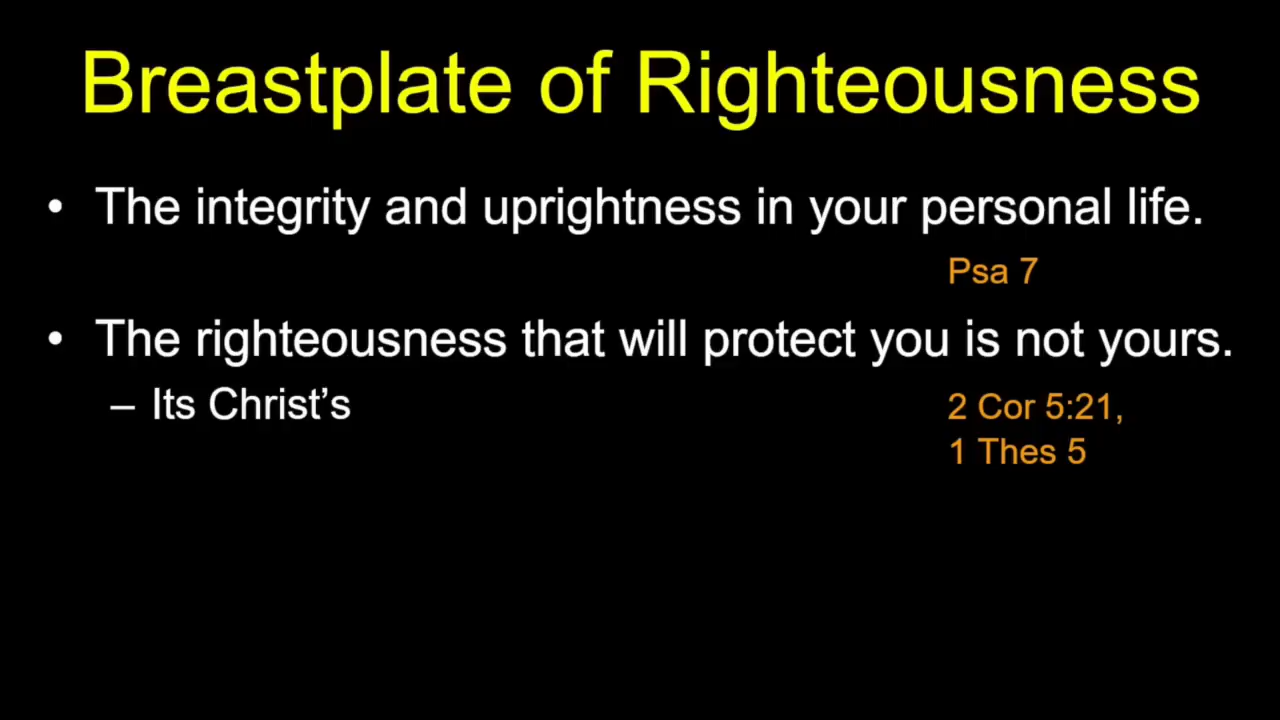 Breastplate of Righteousness
• The integrity and uprightness in your personal life.
Psa 7
• The righteousness that will protect you is not yours.
– Its Christ’s
2 Cor 5:21,
1 Thes 5